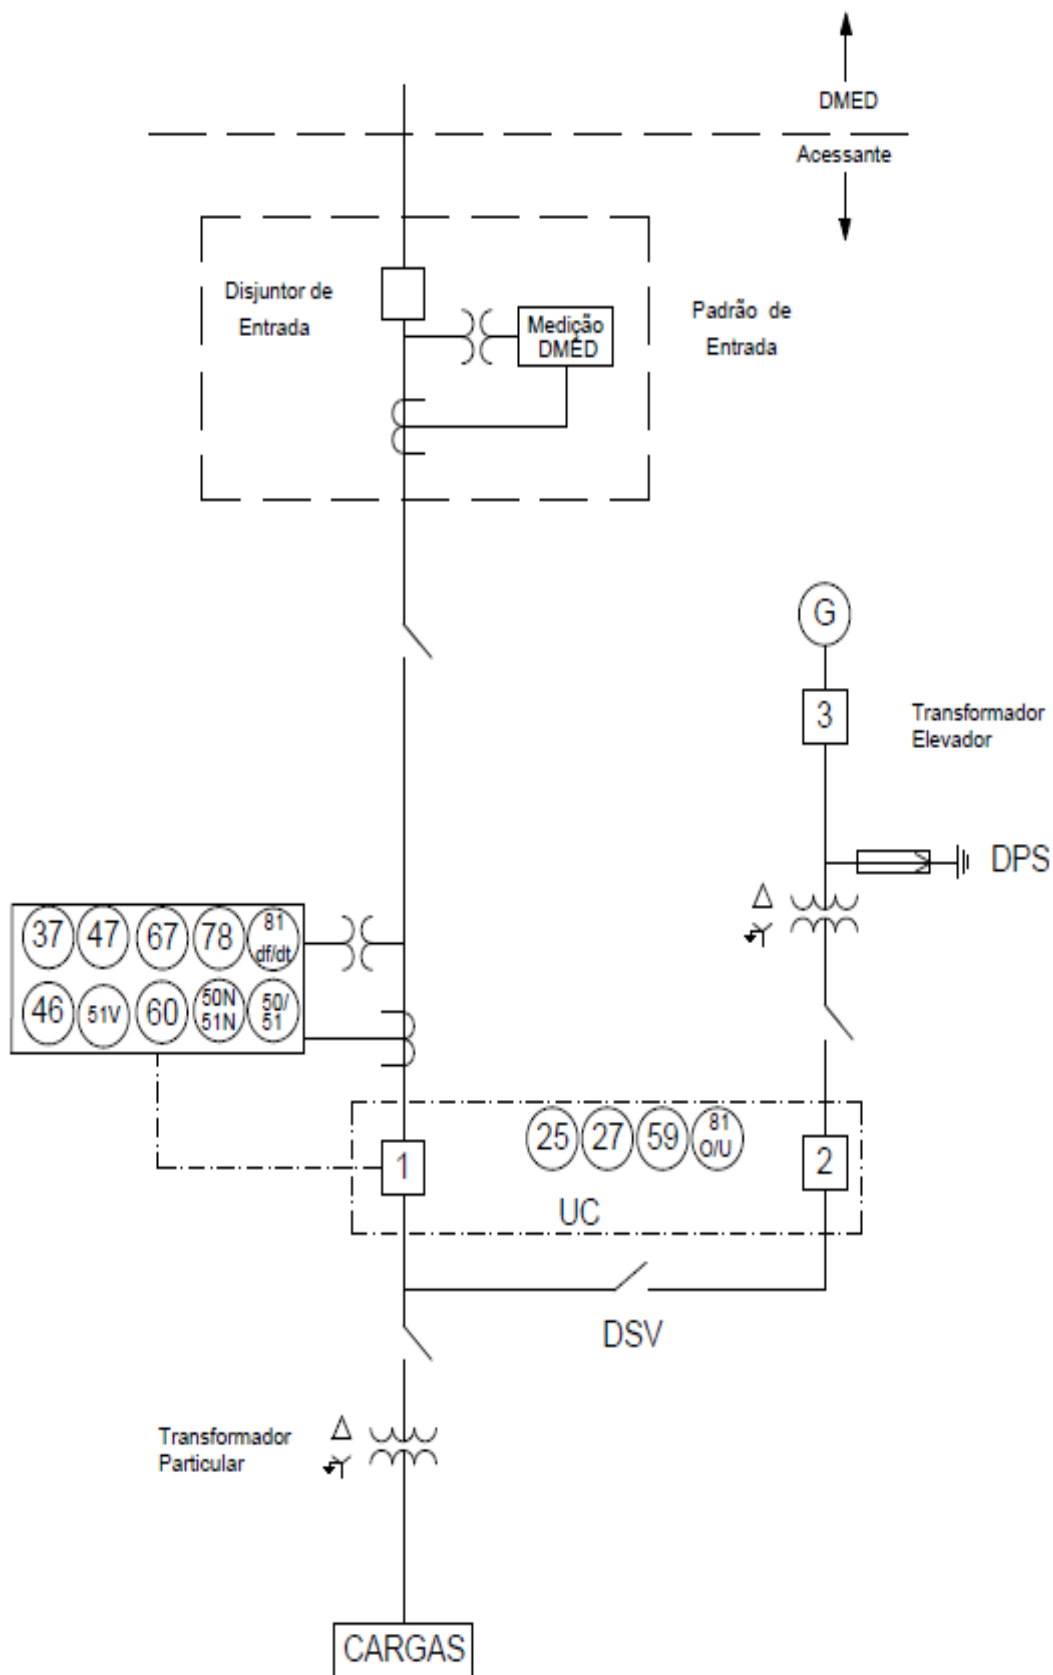 DMED
Acessante
Disjuntor de
Entrada
Medição
DMED
Padrão de
Entrada
G
3
Transformador
Elevador
DPS
37 47 67 78 81 df/dt
46 51V 60 50N 51N 50/ 51
25 27 59 81 O/U
1
2
UC
DSV
Transformador
Particular
CARGAS